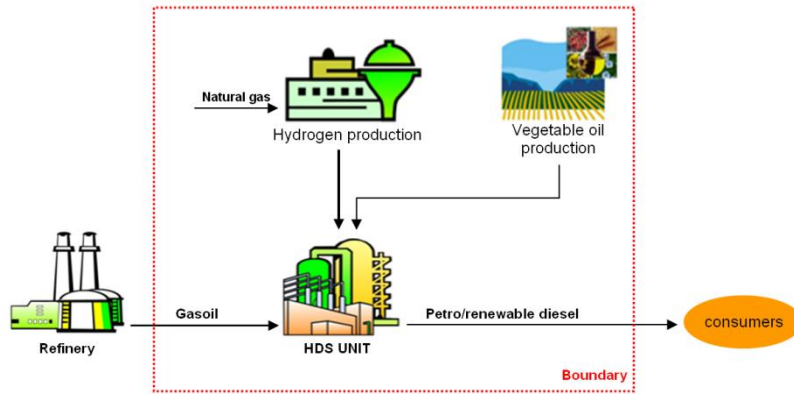 Natural gas
Hydrogen production
Vegetable oil
production
Gasoil
Petro/renewable diesel
consumers
Refinery
HDS UNIT
Boundary